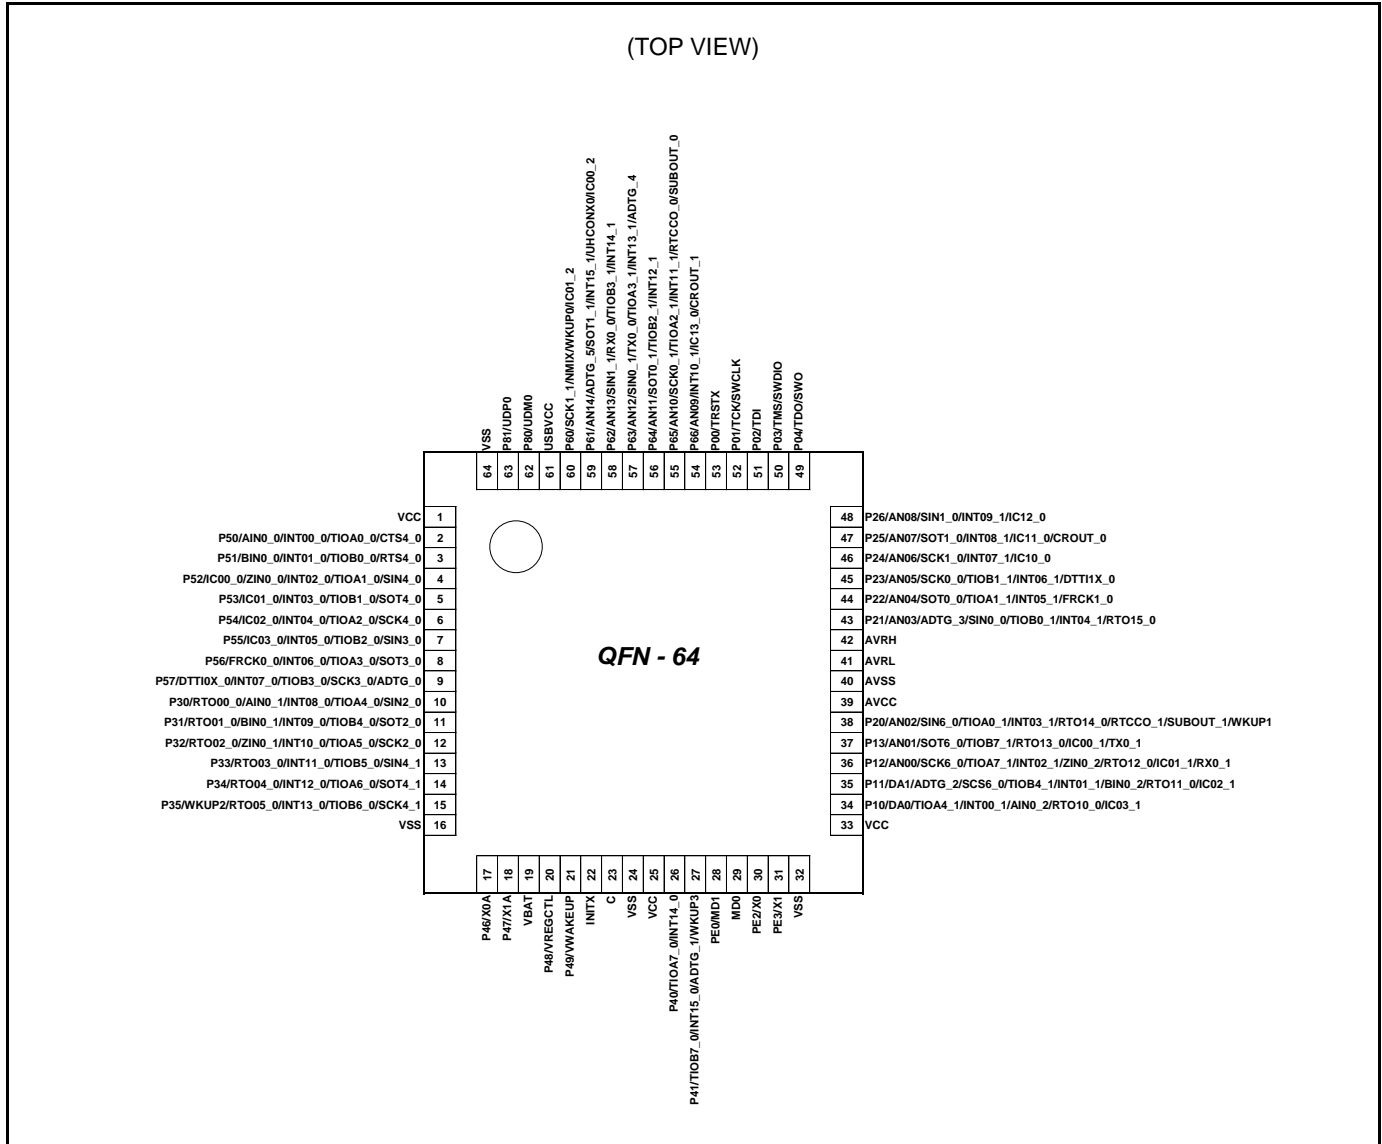 (TOP VIEW)
VSS
P81/UDP0
P80/UDM0
USBVCC
P60/SCK1_1/NMIX/WKUP0/IC01_2
P61/AN14/ADTG_5/SOT1_1/INT15_1/UHCONX0/IC00_2
P62/AN13/SIN1_1/RX0_0/TIOB3_1/INT14_1
P63/AN12/SIN0_1/TX0_0/TIOA3_1/INT13_1/ADTG_4
P64/AN11/SOT0_1/TIOB2_1/INT12_1
P65/AN10/SCK0_1/TIOA2_1/INT11_1/RTCCO_0/SUBOUT_0
P66/AN09/INT10_1/IC13_0/CROUT_1
P00/TRSTX
P01/TCK/SWCLK
P02/TDI
P03/TMS/SWDIO
P04/TDO/SWO
64 63 62 61 60 59 58 57 56 55 54 53 52 51 50 49
VCC 1
P50/AIN0_0/INT00_0/TIOA0_0/CTS4_0 2
P51/BIN0_0/INT01_0/TIOB0_0/RTS4_0 3
P52/IC00_0/ZIN0_0/INT02_0/TIOA1_0/SIN4_0 4
P53/IC01_0/INT03_0/TIOB1_0/SOT4_0 5
P54/IC02_0/INT04_0/TIOA2_0/SCK4_0 6
P55/IC03_0/INT05_0/TIOB2_0/SIN3_0 7
P56/FRCK0_0/INT06_0/TIOA3_0/SOT3_0 8
P57/DTTI0X_0/INT07_0/TIOB3_0/SCK3_0/ADTG_0 9
P30/RTO00_0/AIN0_1/INT08_0/TIOA4_0/SIN2_0 10
P31/RTO01_0/BIN0_1/INT09_0/TIOB4_0/SOT2_0 11
P32/RTO02_0/ZIN0_1/INT10_0/TIOA5_0/SCK2_0 12
P33/RTO03_0/INT11_0/TIOB5_0/SIN4_1 13
P34/RTO04_0/INT12_0/TIOA6_0/SOT4_1 14
P35/WKUP2/RTO05_0/INT13_0/TIOB6_0/SCK4_1 15
VSS 16
QFN - 64
48 P26/AN08/SIN1_0/INT09_1/IC12_0
47 P25/AN07/SOT1_0/INT08_1/IC11_0/CROUT_0
46 P24/AN06/SCK1_0/INT07_1/IC10_0
45 P23/AN05/SCK0_0/TIOB1_1/INT06_1/DTTI1X_0
44 P22/AN04/SOT0_0/TIOA1_1/INT05_1/FRCK1_0
43 P21/AN03/ADTG_3/SIN0_0/TIOB0_1/INT04_1/RTO15_0
42 AVRH
41 AVRL
40 AVSS
39 AVCC
38 P20/AN02/SIN6_0/TIOA0_1/INT03_1/RTO14_0/RTCCO_1/SUBOUT_1/WKUP1
37 P13/AN01/SOT6_0/TIOB7_1/RTO13_0/IC00_1/TX0_1
36 P12/AN00/SCK6_0/TIOA7_1/INT02_1/ZIN0_2/RTO12_0/IC01_1/RX0_1
35 P11/DA1/ADTG_2/SCS6_0/TIOB4_1/INT01_1/BIN0_2/RTO11_0/IC02_1
34 P10/DA0/TIOA4_1/INT00_1/AIN0_2/RTO10_0/IC03_1
33 VCC
17 18 19 20 21 22 23 24 25 26 27 28 29 30 31 32
P46/X0A
P47/X1A
VBAT
P48/VREGCTL
P49/VWAKEUP
INITX
C
VSS
VCC
P40/TIOA7_0/INT14_0
P41/TIOB7_0/INT15_0/ADTG_1/WKUP3
PE0/MD1
MD0
PE2/X0
PE3/X1
VSS